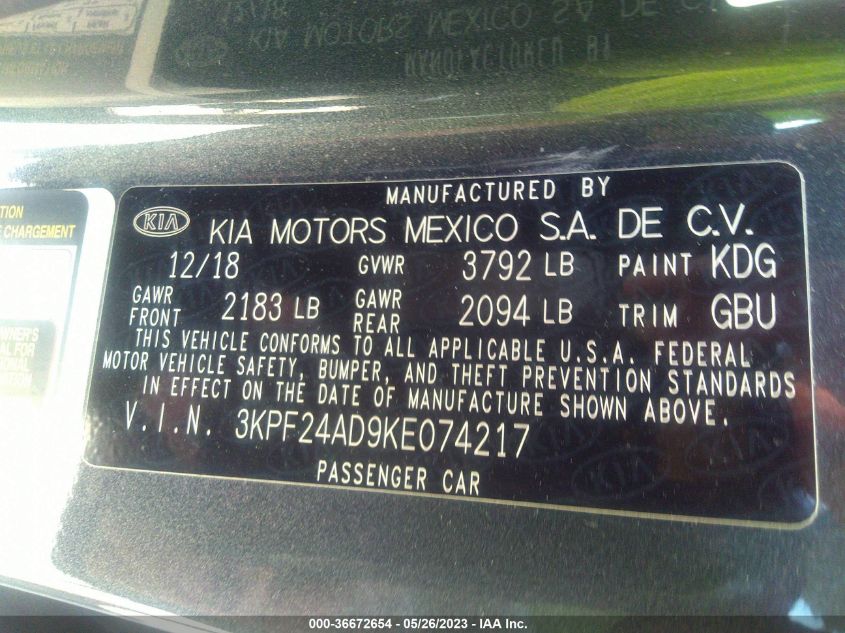 MANUFACTURED BY
KIA KIA MOTORS MEXICO S.A. DE C.V.
12/18 GVWR 3792 LB PAINT KDG
GAWR FRONT 2183 LB GAWR REAR 2094 LB TRIM GBU
THIS VEHICLE CONFORMS TO ALL APPLICABLE U.S.A. FEDERAL
MOTOR VEHICLE SAFETY, BUMPER, AND THEFT PREVENTION STANDARDS
IN EFFECT ON THE DATE OF MANUFACTURE SHOWN ABOVE.
V.I.N. 3KPF24AD9KE074217
PASSENGER CAR
CHARGEMENT
000-36672654 - 05/26/2023 - IAA Inc.